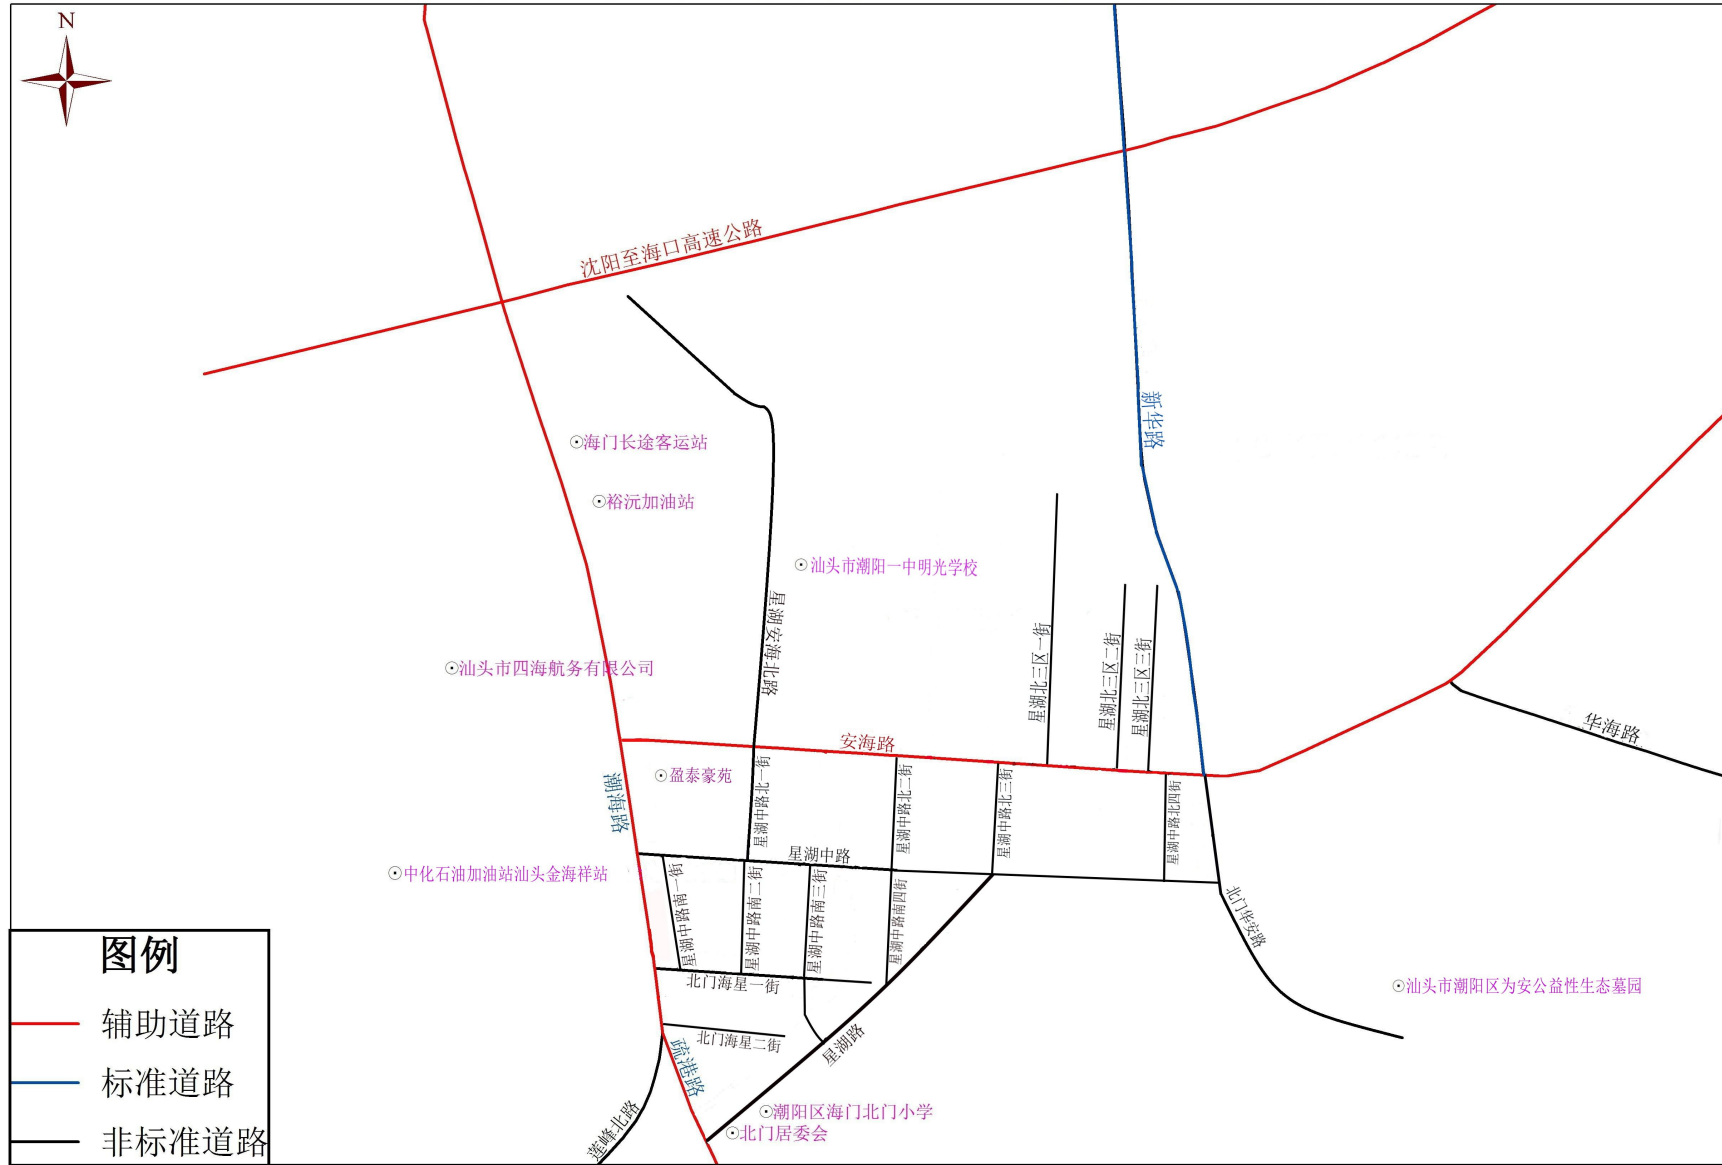 N
沈阳至海口高速公路
新华路
海门长途客运站
裕沅加油站
汕头市潮阳一中明光学校
星湖安海北路
星湖北三区一街
星湖北三区二街
星湖北三区三街
汕头市四海航务有限公司
华海路
安海路
盈泰豪苑
潮海路
星湖中路北一街
星湖中路北二街
星湖中路北三街
星湖中路北四街
星湖中路
中化石油加油站汕头金海祥站
星湖中路南一街
星湖中路南二街
星湖中路南三街
星湖中路南四街
北门华安路
北门海星一街
汕头市潮阳区为安公益性生态墓园
北门海星二街
星湖路
疏港路
莲峰北路
潮阳区海门北门小学
北门居委会
图例
辅助道路
标准道路
非标准道路